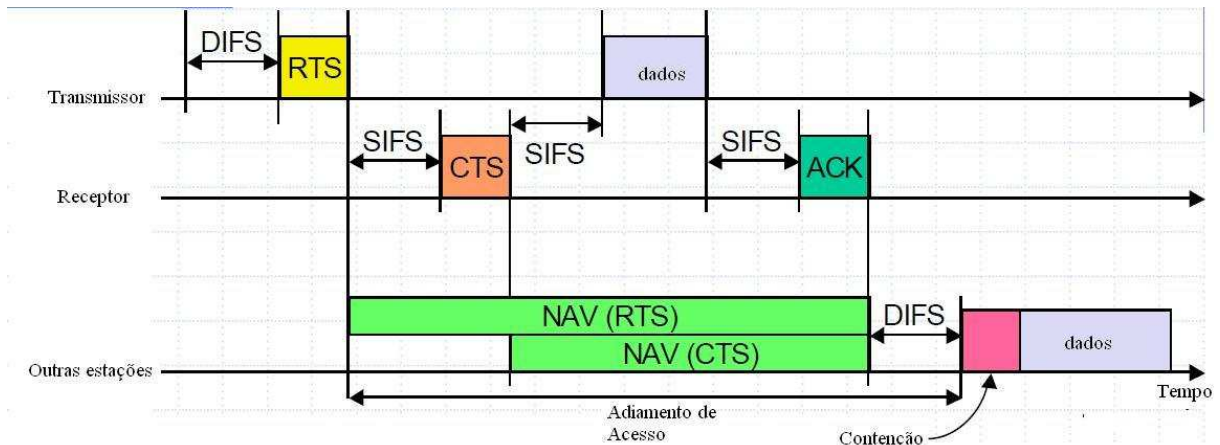 DIFS
RTS
dados
Transmissor
SIFS
CTS
SIFS
SIFS
ACK
Receptor
NAV (RTS)
DIFS
NAV (CTS)
dados
Outras estações
Tempo
Adiamento de
Acesso
Contenção